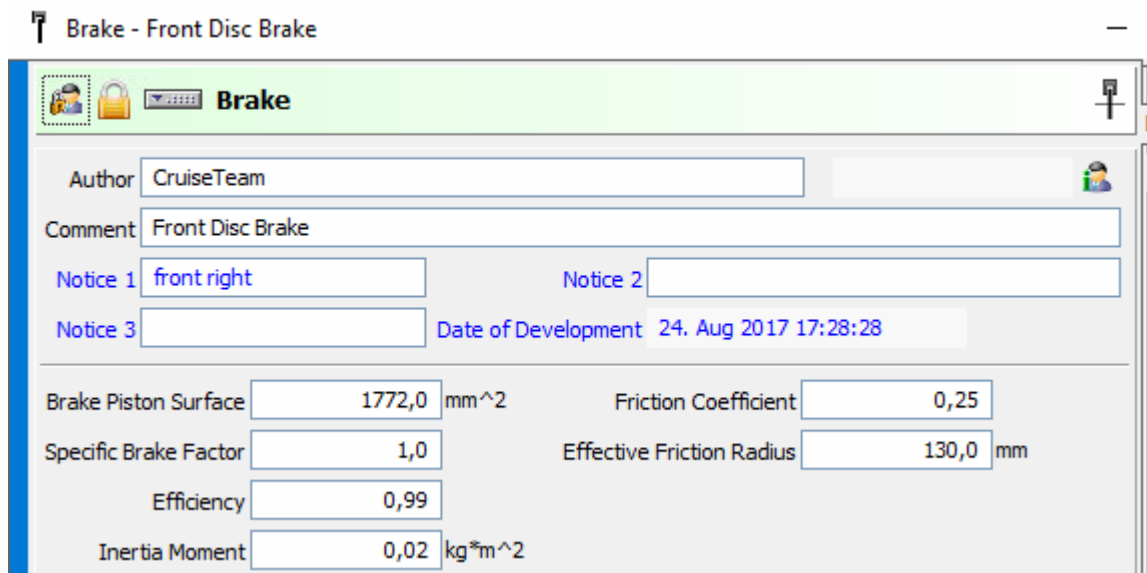 Brake - Front Disc Brake
Brake
Author CruiseTeam
Comment Front Disc Brake
Notice 1 front right Notice 2
Notice 3 Date of Development 24. Aug 2017 17:28:28
Brake Piston Surface 1772,0 mm^2 Friction Coefficient 0,25
Specific Brake Factor 1,0 Effective Friction Radius 130,0 mm
Efficiency 0,99
Inertia Moment 0,02 kg*m^2